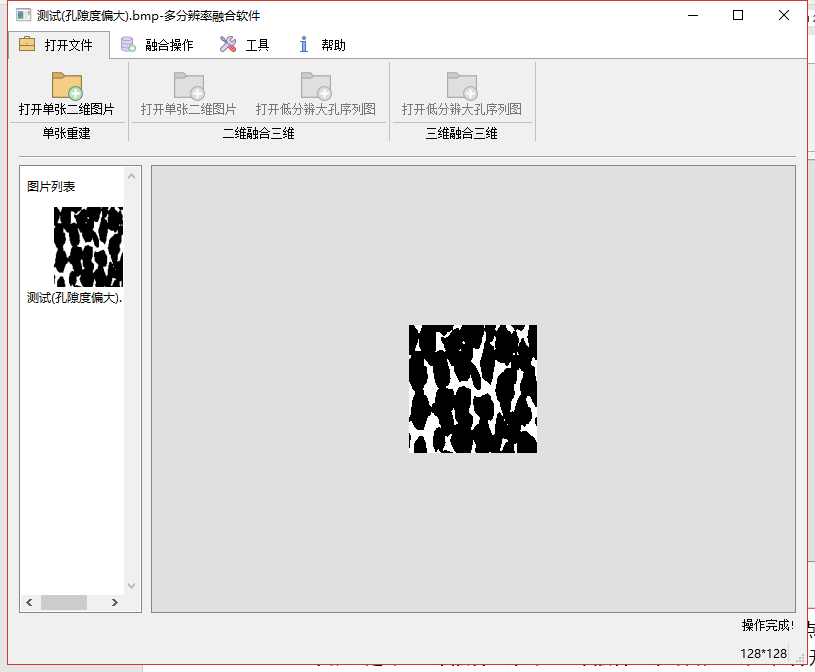 测试(孔隙度偏大).bmp-多分辨率融合软件
打开文件 融合操作 工具 帮助
打开单张二维图片 打开单张二维图片 打开低分辨大孔序列图 打开低分辨大孔序列图
单张重建 二维融合三维 三维融合三维
图片列表
测试(孔隙度偏大).
操作完成!
128*128